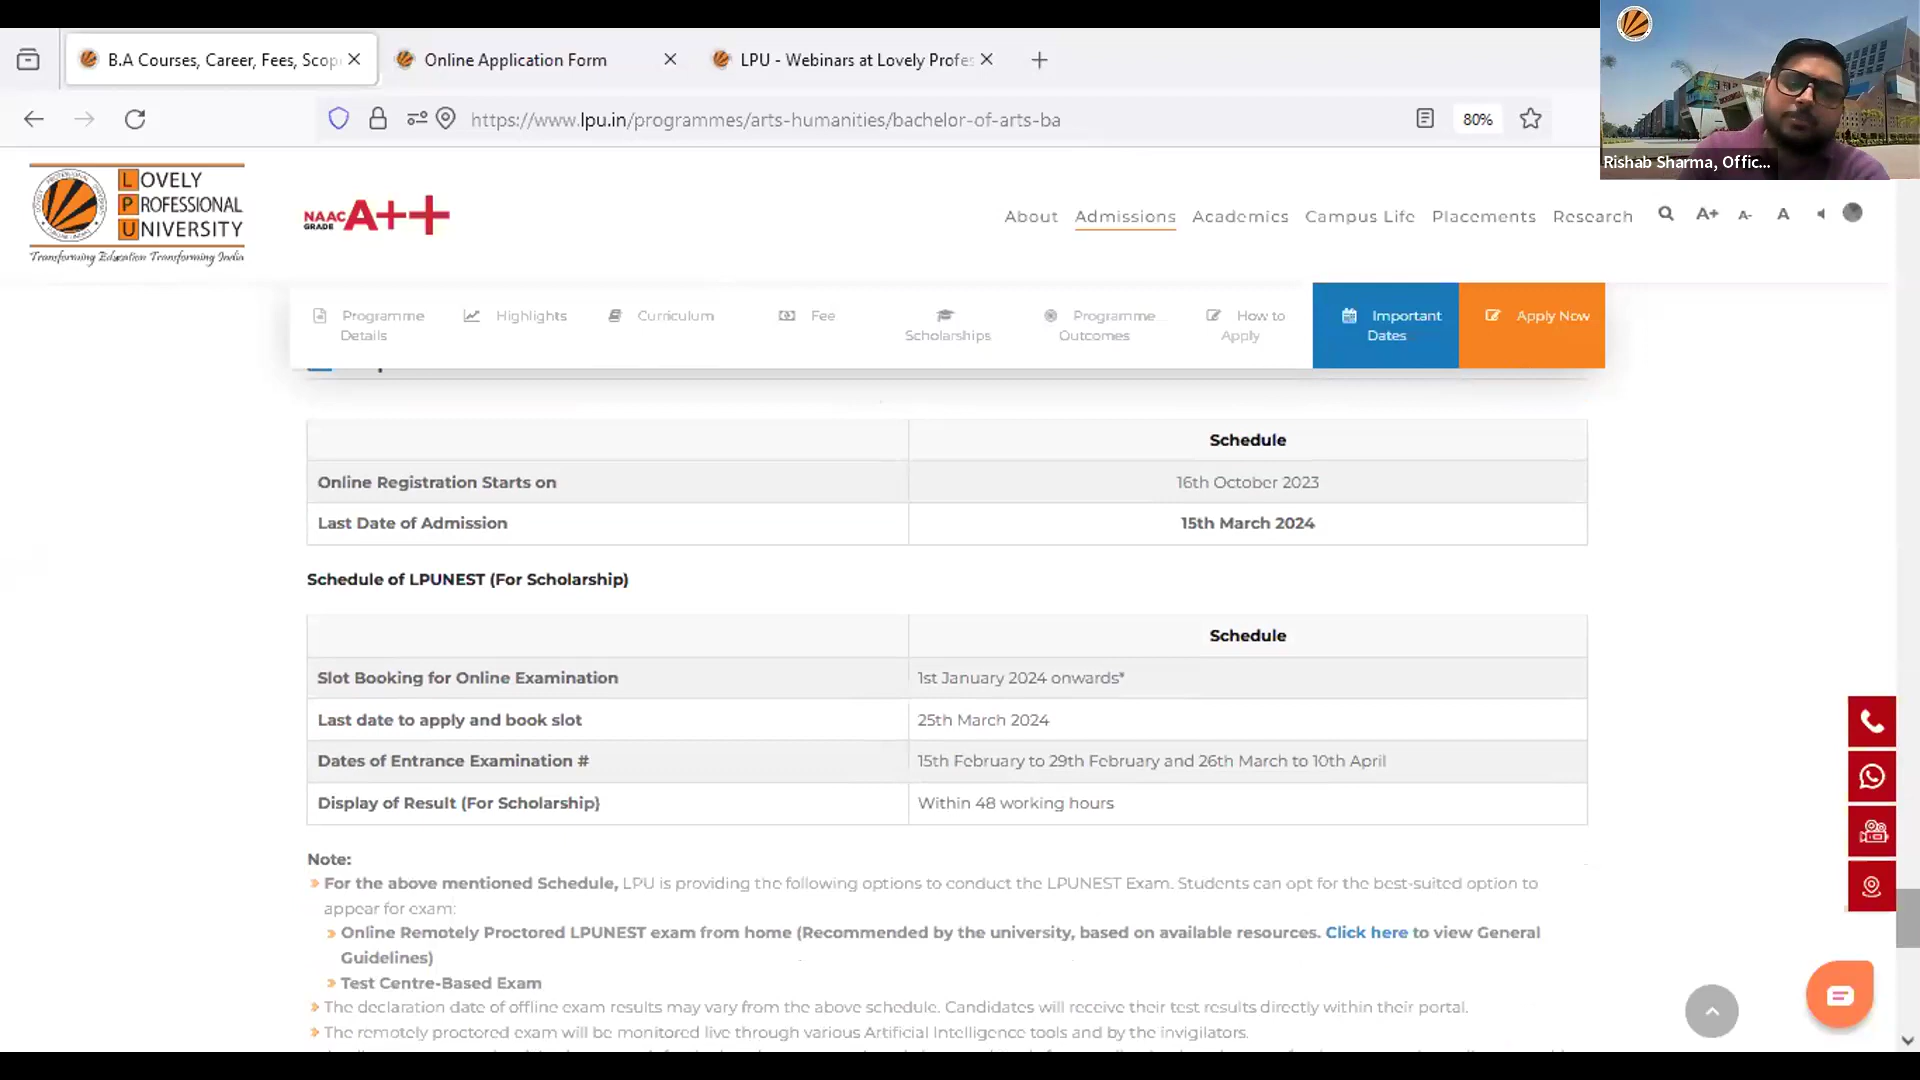 B.A Courses, Career, Fees, Scop
Online Application Form
LPU - Webinars at Lovely Profes
https://www.lpu.in/programmes/arts-humanities/bachelor-of-arts-ba
80%
Rishab Sharma, Offic...
LOVELY
PROFESSIONAL
UNIVERSITY
Transforming Education Transforming India
NAAC
GRADE
A++
About
Admissions
Academics
Campus Life
Placements
Research
A+
A-
A
Programme
Details
Highlights
Curriculum
Fee
Scholarships
Programme
Outcomes
How to
Apply
Important
Dates
Apply Now
Schedule
Online Registration Starts on 16th October 2023
Last Date of Admission 15th March 2024
Schedule of LPUNEST (For Scholarship)
Schedule
Slot Booking for Online Examination 1st January 2024 onwards*
Last date to apply and book slot 25th March 2024
Dates of Entrance Examination # 15th February to 29th February and 26th March to 10th April
Display of Result (For Scholarship) Within 48 working hours
Note:
For the above mentioned Schedule, LPU is providing the following options to conduct the LPUNEST Exam. Students can opt for the best-suited option to
appear for exam:
Online Remotely Proctored LPUNEST exam from home (Recommended by the university, based on available resources. Click here to view General
Guidelines)
Test Centre-Based Exam
The declaration date of offline exam results may vary from the above schedule. Candidates will receive their test results directly within their portal.
The remotely proctored exam will be monitored live through various Artificial Intelligence tools and by the invigilators.